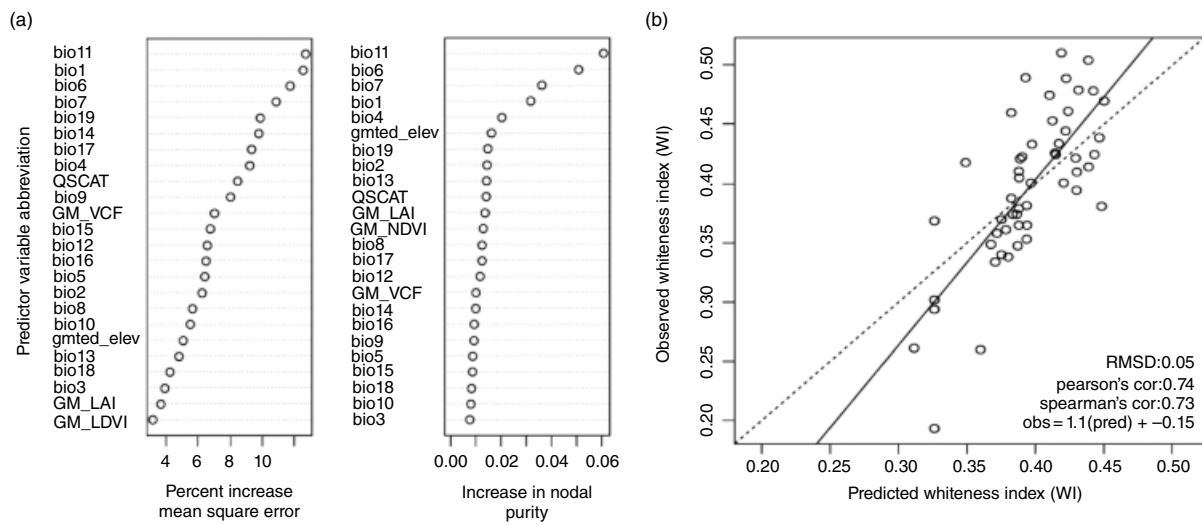 (a)
Predictor variable abbreviation
bio11
bio1
bio6
bio7
bio19
bio14
bio17
bio4
QSCAT
bio9
GM_VCF
bio15
bio12
bio16
bio5
bio2
bio8
bio10
gmted_elev
bio13
bio18
bio3
GM_LAI
GM_LDVI
4 6 8 10
Percent increase
mean square error
bio11
bio6
bio7
bio1
bio4
gmted_elev
bio19
bio2
bio13
QSCAT
GM_LAI
GM_NDVI
bio8
bio17
bio12
GM_VCF
bio14
bio16
bio9
bio5
bio15
bio18
bio10
bio3
0.00 0.02 0.04 0.06
Increase in nodal
purity
(b)
Observed whiteness index (WI)
0.50
0.45
0.40
0.35
0.30
0.25
0.20
RMSD:0.05
pearson's cor:0.74
spearman's cor:0.73
obs = 1.1(pred) + −0.15
0.20 0.25 0.30 0.35 0.40 0.45 0.50
Predicted whiteness index (WI)